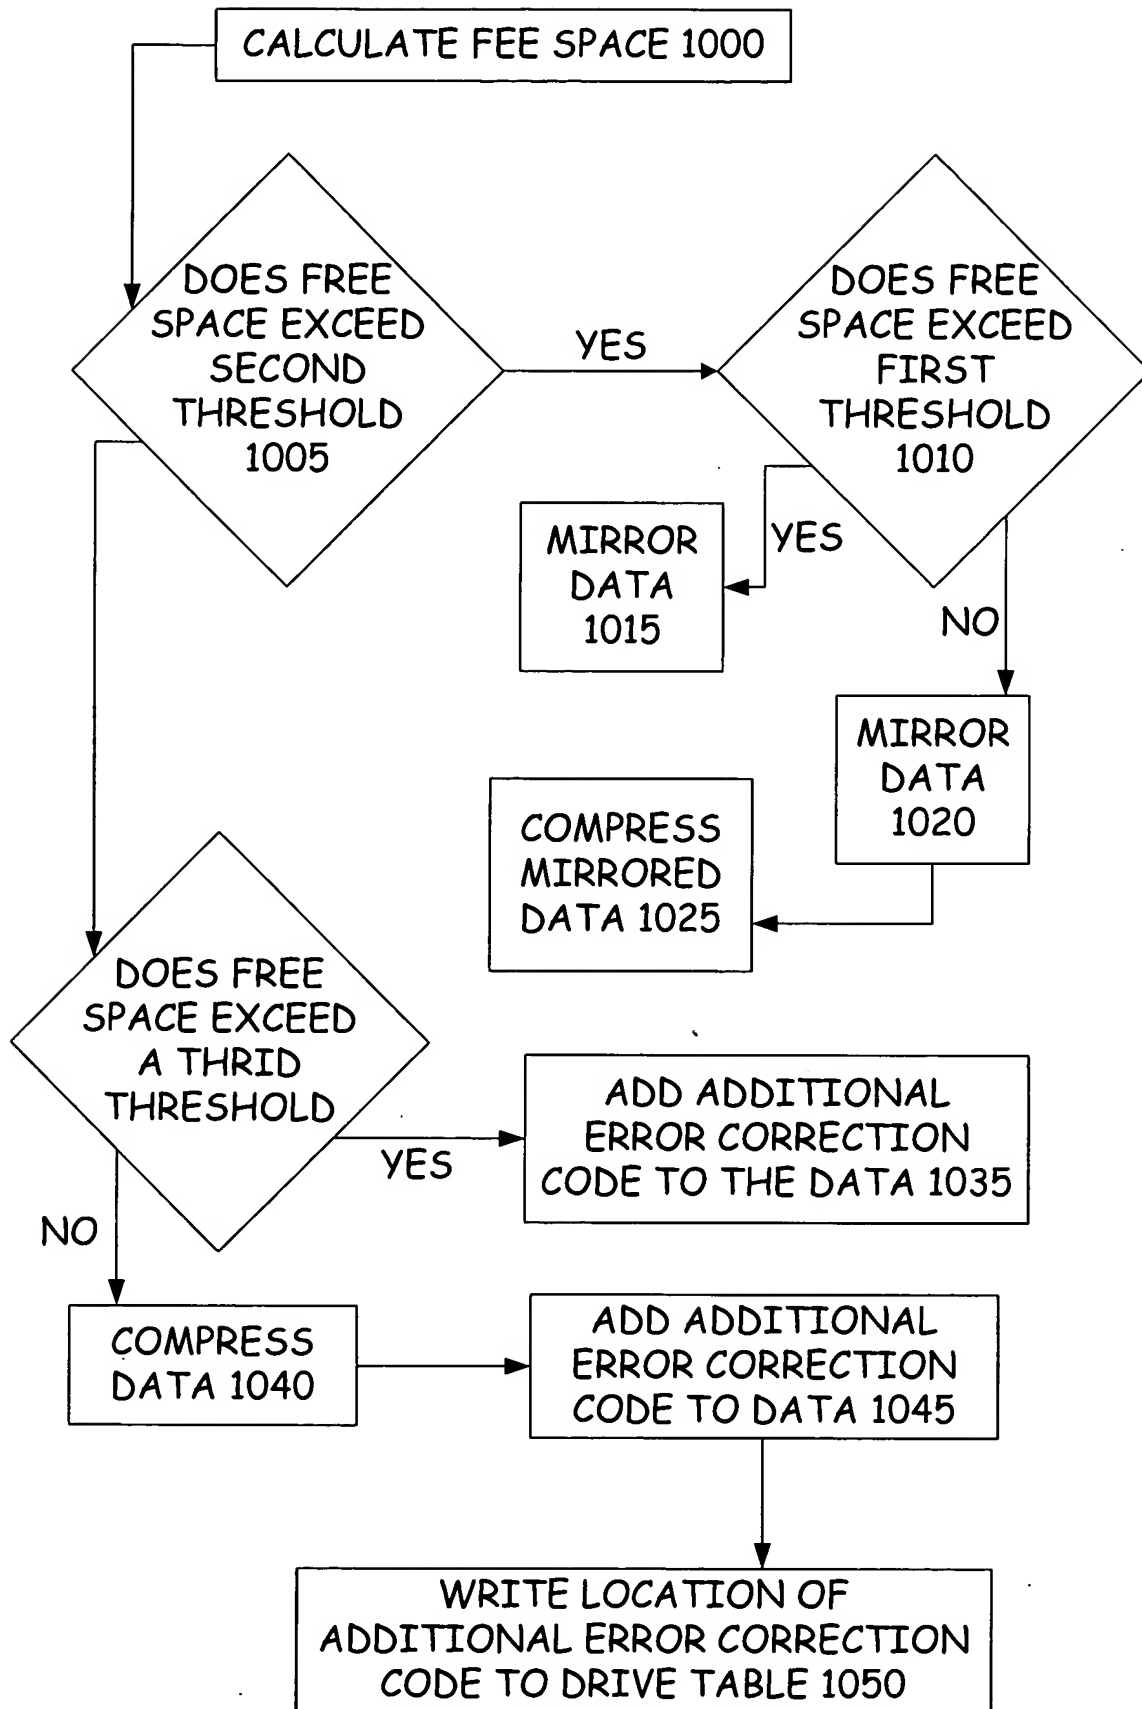 CALCULATE FEE SPACE 1000
DOES FREE
SPACE EXCEED
SECOND
THRESHOLD
1005
YES
DOES FREE
SPACE EXCEED
FIRST
THRESHOLD
1010
YES
MIRROR
DATA
1015
NO
MIRROR
DATA
1020
COMPRESS
MIRRORED
DATA 1025
DOES FREE
SPACE EXCEED
A THRID
THRESHOLD
YES
ADD ADDITIONAL
ERROR CORRECTION
CODE TO THE DATA 1035
NO
COMPRESS
DATA 1040
ADD ADDITIONAL
ERROR CORRECTION
CODE TO DATA 1045
WRITE LOCATION OF
ADDITIONAL ERROR CORRECTION
CODE TO DRIVE TABLE 1050